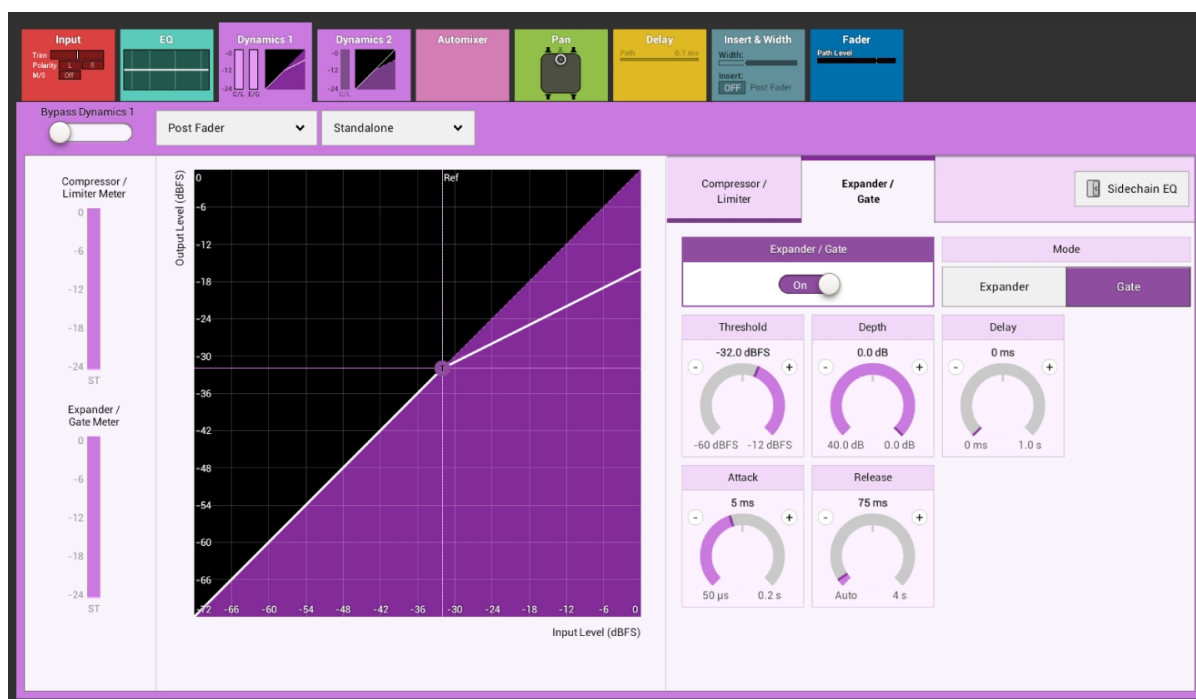 Input
Trim
Polarity L R
M/S Off
EQ
Dynamics 1
-0
-12
-24
C/L E/G
Dynamics 2
-0
-12
-24
C/L
Automixer
Pan
Delay
Path 0.1 ms
Insert & Width
Width:
Insert:
OFF Post Fader
Fader
Path Level
Bypass Dynamics 1
Post Fader
Standalone
Compressor /
Limiter Meter
0
-6
-12
-18
-24
ST
Expander /
Gate Meter
0
-6
-12
-18
-24
ST
Output Level (dBFS)
0
-6
-12
-18
-24
-30
-36
-42
-48
-54
-60
-66
-72 -66 -60 -54 -48 -42 -36 -30 -24 -18 -12 -6 0
Ref
T
Input Level (dBFS)
Compressor /
Limiter
Expander /
Gate
Sidechain EQ
Expander / Gate
On
Mode
Expander Gate
Threshold
-32.0 dBFS
- +
-60 dBFS -12 dBFS
Depth
0.0 dB
- +
40.0 dB 0.0 dB
Delay
0 ms
- +
0 ms 1.0 s
Attack
5 ms
- +
50 µs 0.2 s
Release
75 ms
- +
Auto 4 s